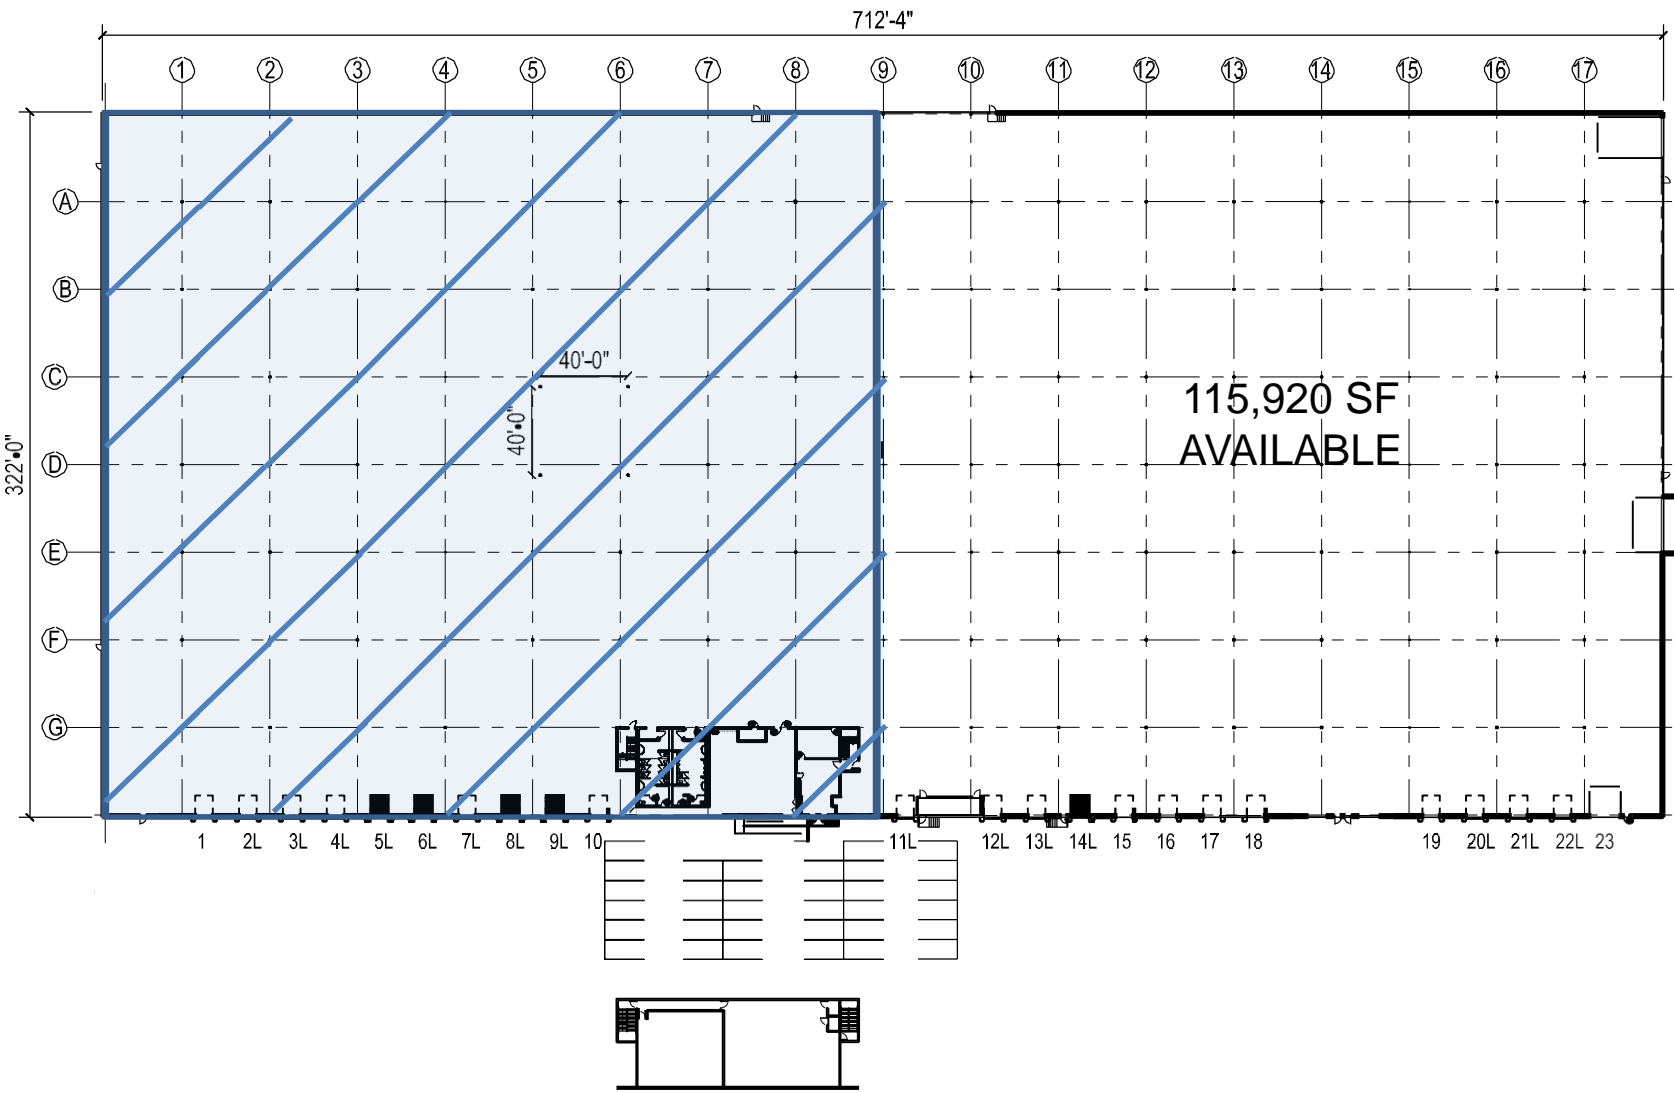 712'-4"
1 2 3 4 5 6 7 8 9 10 11 12 13 14 15 16 17
A
B
C
D
E
F
G
322'•0"
40'-0"
40'•0"
115,920 SF
AVAILABLE
1 2L 3L 4L 5L 6L 7L 8L 9L 10 11L 12L 13L 14L 15 16 17 18 19 20L 21L 22L 23